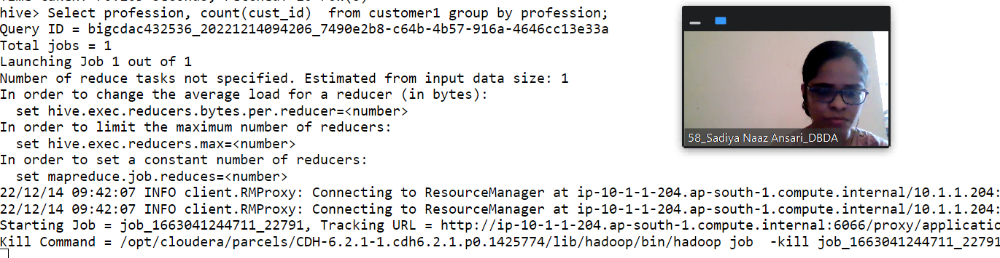 hive> Select profession, count(cust_id)  from customer1 group by profession;
Query ID = bigcdac432536_20221214094206_7490e2b8-c64b-4b57-916a-4646cc13e33a
Total jobs = 1
Launching Job 1 out of 1
Number of reduce tasks not specified. Estimated from input data size: 1
In order to change the average load for a reducer (in bytes):
  set hive.exec.reducers.bytes.per.reducer=<number>
In order to limit the maximum number of reducers:
  set hive.exec.reducers.max=<number>
In order to set a constant number of reducers:
  set mapreduce.job.reduces=<number>
22/12/14 09:42:07 INFO client.RMProxy: Connecting to ResourceManager at ip-10-1-1-204.ap-south-1.compute.internal/10.1.1.204:
22/12/14 09:42:07 INFO client.RMProxy: Connecting to ResourceManager at ip-10-1-1-204.ap-south-1.compute.internal/10.1.1.204:
Starting Job = job_1663041244711_22791, Tracking URL = http://ip-10-1-1-204.ap-south-1.compute.internal:6066/proxy/applicatio
Kill Command = /opt/cloudera/parcels/CDH-6.2.1-1.cdh6.2.1.p0.1425774/lib/hadoop/bin/hadoop job  -kill job_1663041244711_22791
58_Sadiya Naaz Ansari_DBDA